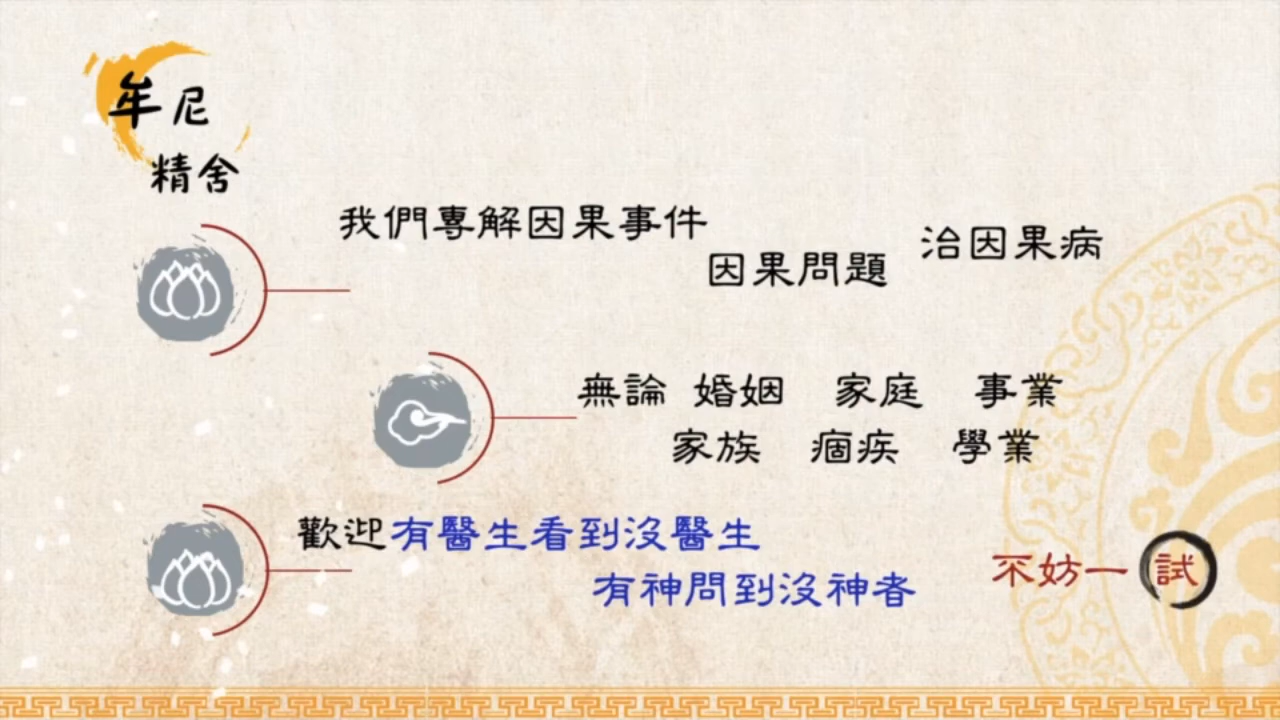 牟尼
精舍
我們專解因果事件
因果問題
治因果病
無論 婚姻 家庭 事業
家族 痼疾 學業
歡迎有醫生看到沒醫生
有神問到沒神者
不妨一試